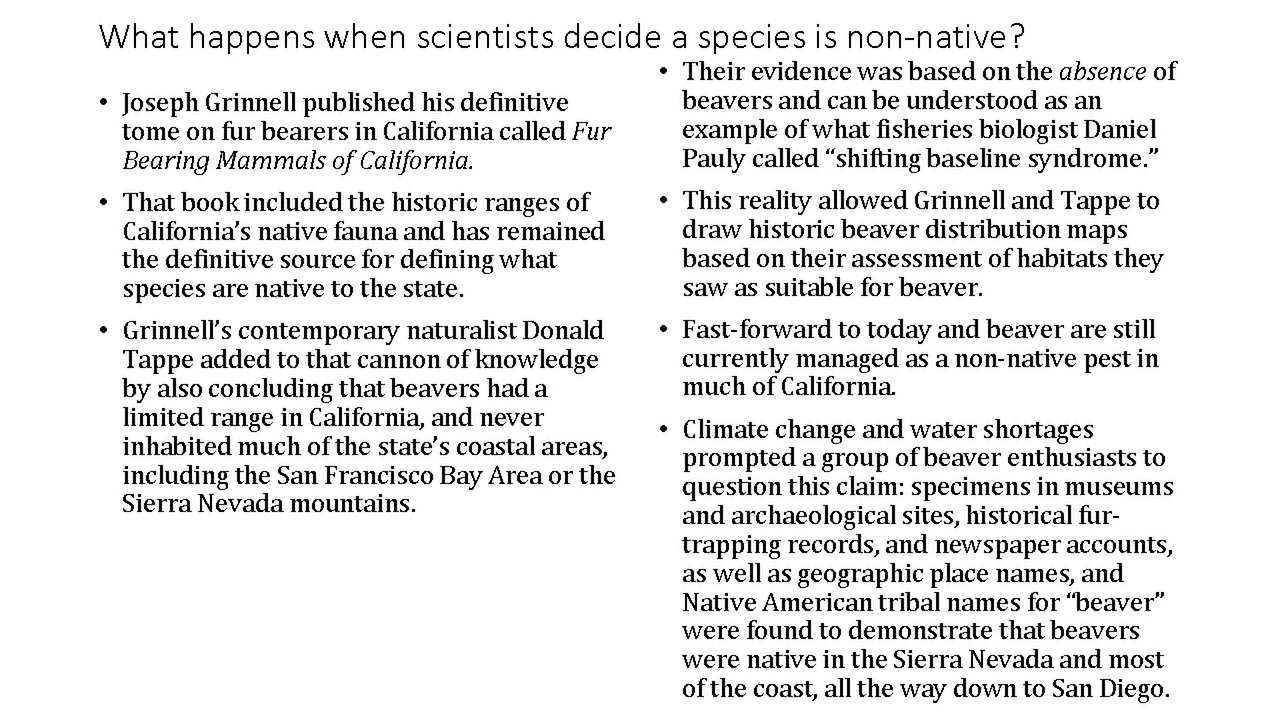 What happens when scientists decide a species is non-native?
• Joseph Grinnell published his definitive
tome on fur bearers in California called Fur
Bearing Mammals of California.
• That book included the historic ranges of
California's native fauna and has remained
the definitive source for defining what
species are native to the state.
• Grinnell's contemporary naturalist Donald
Tappe added to that cannon of knowledge
by also concluding that beavers had a
limited range in California, and never
inhabited much of the state's coastal areas,
including the San Francisco Bay Area or the
Sierra Nevada mountains.
• Their evidence was based on the absence of
beavers and can be understood as an
example of what fisheries biologist Daniel
Pauly called “shifting baseline syndrome.”
• This reality allowed Grinnell and Tappe to
draw historic beaver distribution maps
based on their assessment of habitats they
saw as suitable for beaver.
• Fast-forward to today and beaver are still
currently managed as a non-native pest in
much of California.
• Climate change and water shortages
prompted a group of beaver enthusiasts to
question this claim: specimens in museums
and archaeological sites, historical fur-
trapping records, and newspaper accounts,
as well as geographic place names, and
Native American tribal names for “beaver”
were found to demonstrate that beavers
were native in the Sierra Nevada and most
of the coast, all the way down to San Diego.